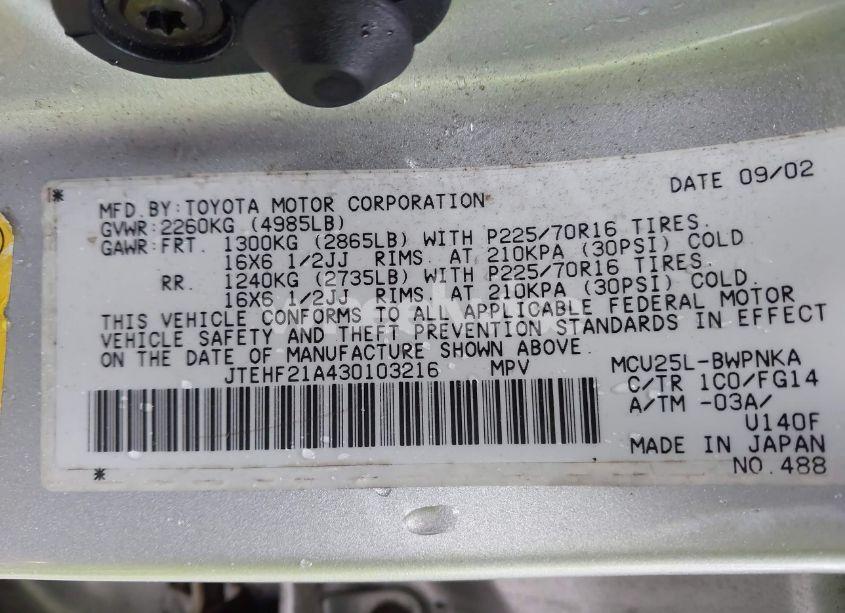 DATE 09/02
MFD.BY:TOYOTA MOTOR CORPORATION
GVWR:2260KG (4985LB)
GAWR:FRT. 1300KG (2865LB) WITH P225/70R16 TIRES.
16X6 1/2JJ RIMS. AT 210KPA (30PSI) COLD
RR. 1240KG (2735LB) WITH P225/70R16 TIRES.
16X6 1/2JJ RIMS. AT 210KPA (30PSI) COLD
THIS VEHICLE CONFORMS TO ALL APPLICABLE FEDERAL MOTOR
VEHICLE SAFETY AND THEFT PREVENTION STANDARDS IN EFFECT
ON THE DATE OF MANUFACTURE SHOWN ABOVE.
JTEHF21A430103216 MPV MCU25L-BWPNKA
C/TR 1C0/FG14
A/TM -03A/
U140F
MADE IN JAPAN
NO.488